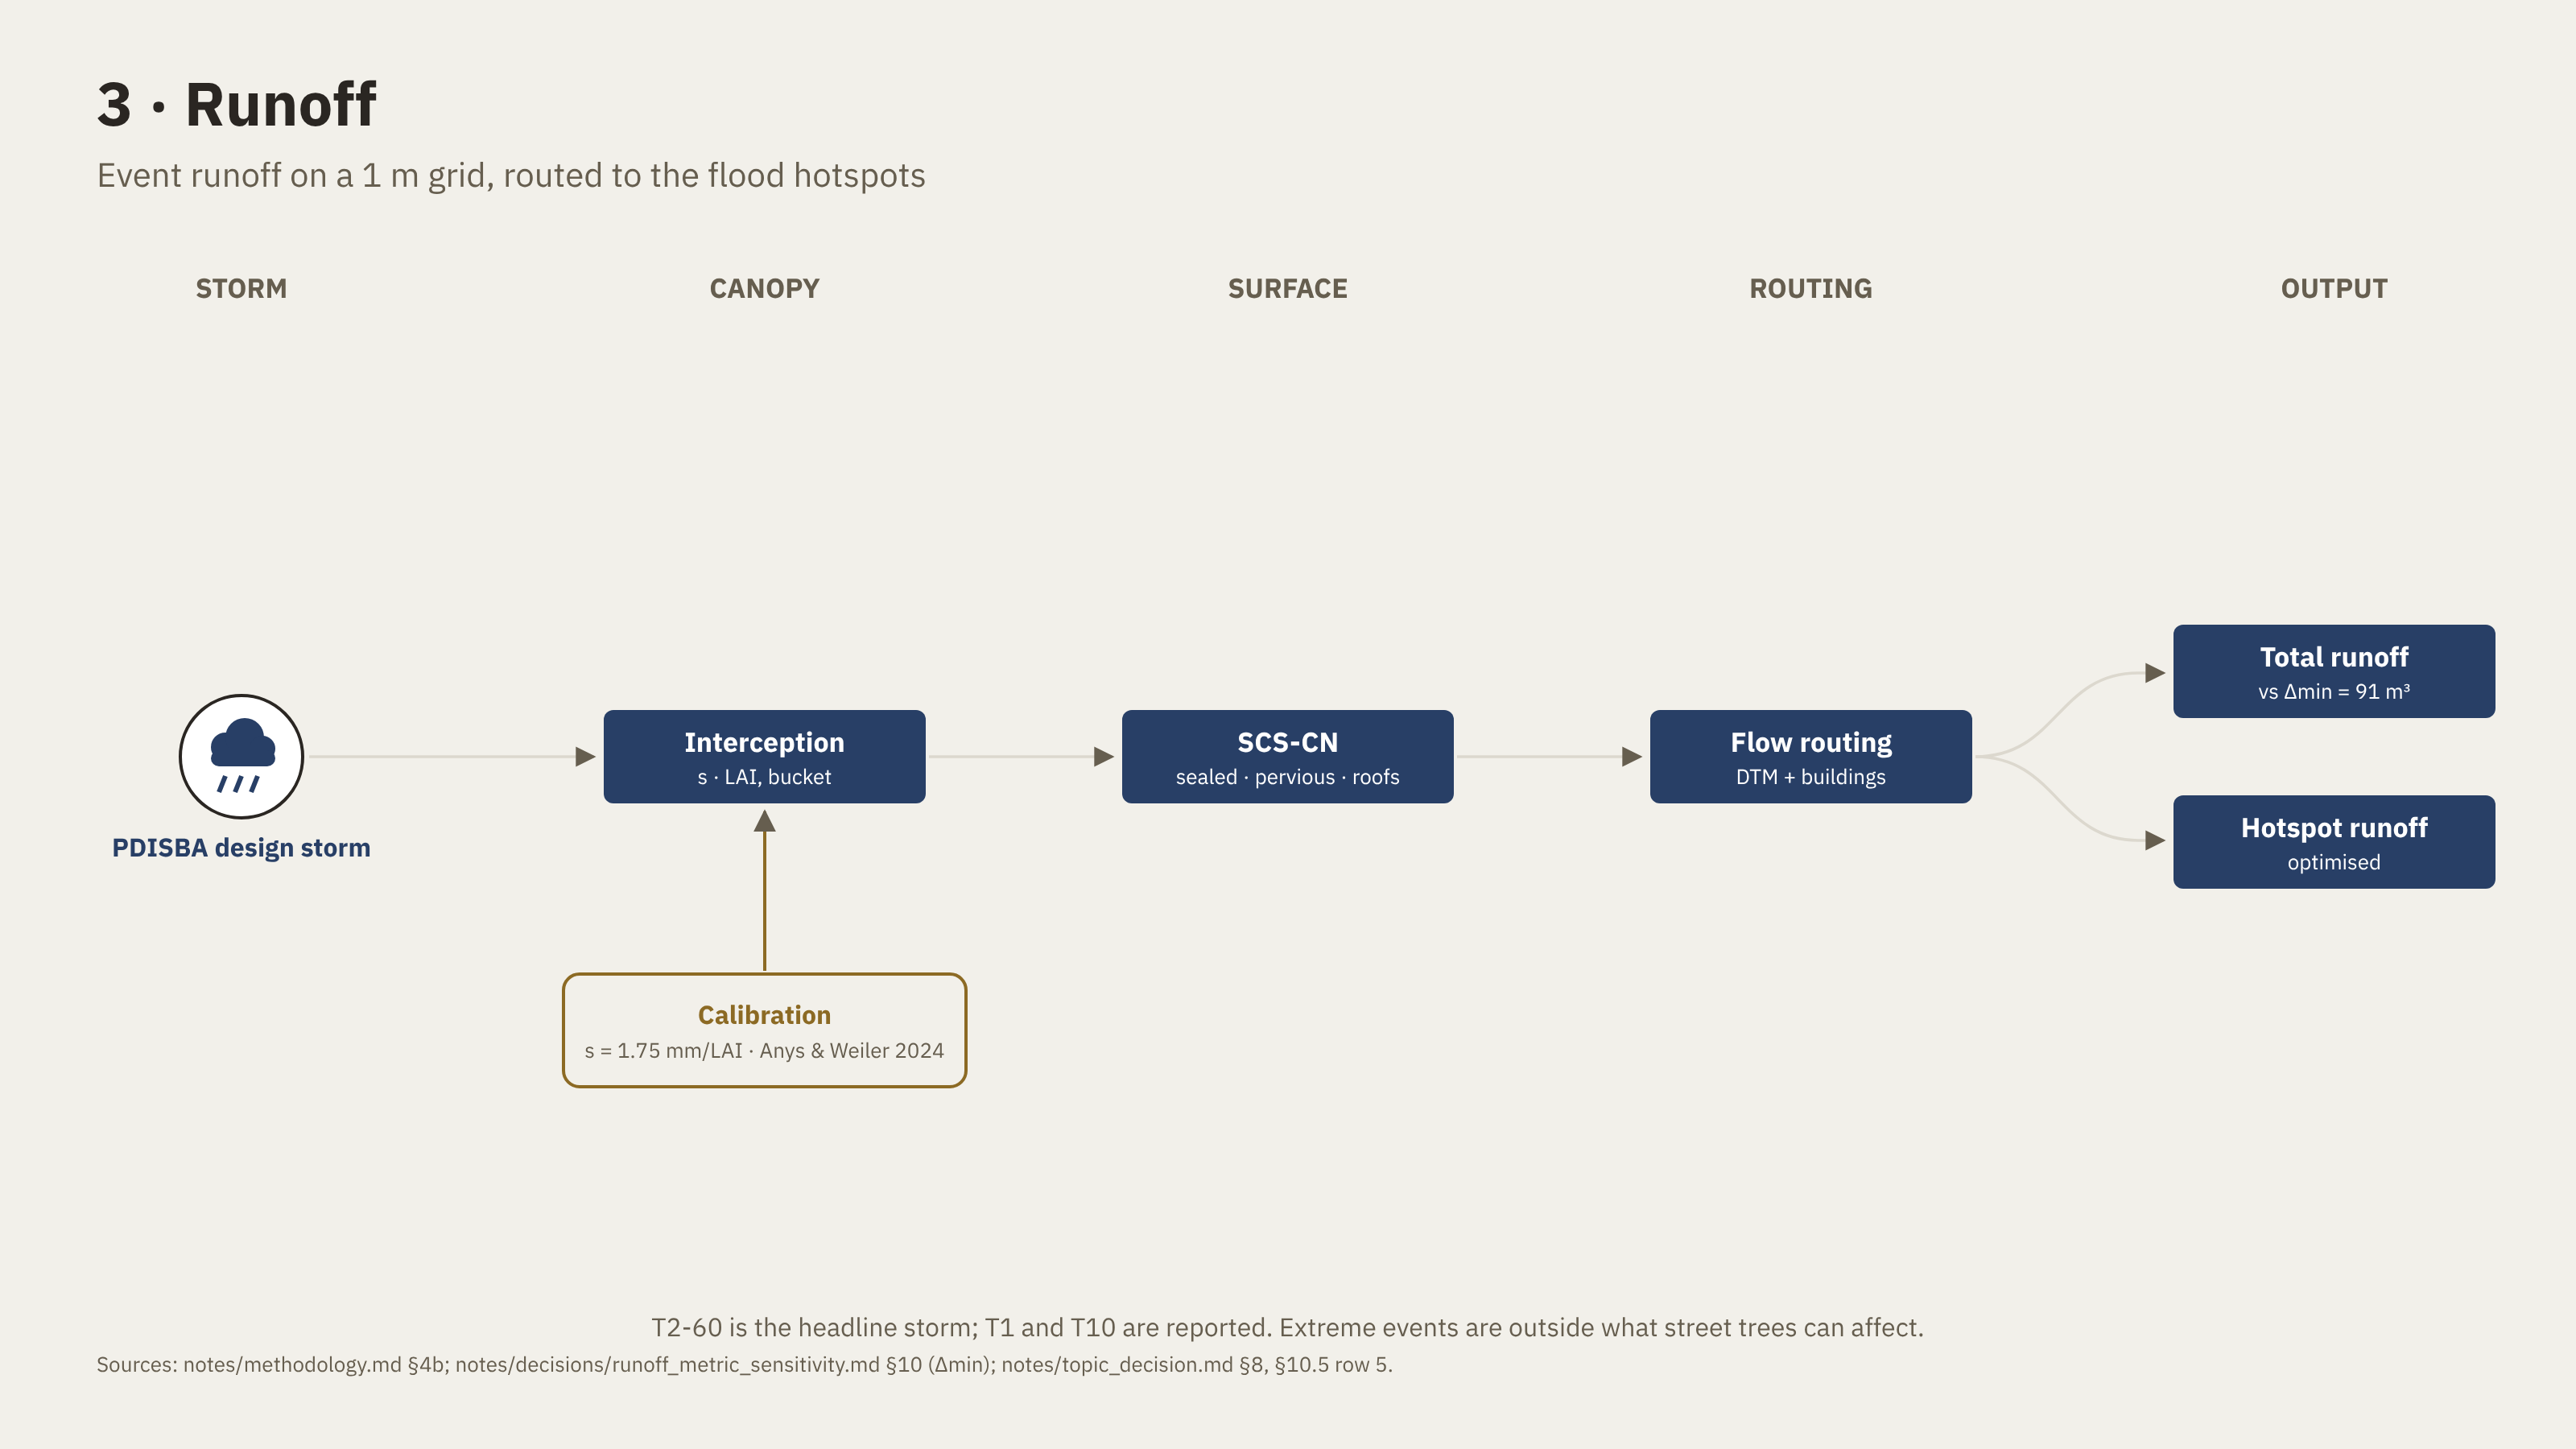 3 · Runoff
Event runoff on a 1 m grid, routed to the flood hotspots
STORM
CANOPY
SURFACE
ROUTING
OUTPUT
PDISBA design storm
Interception
s · LAI, bucket
Calibration
s = 1.75 mm/LAI · Anys & Weiler 2024
SCS-CN
sealed · pervious · roofs
Flow routing
DTM + buildings
Total runoff
vs Δmin = 91 m³
Hotspot runoff
optimised
T2-60 is the headline storm; T1 and T10 are reported. Extreme events are outside what street trees can affect.
Sources: notes/methodology.md §4b; notes/decisions/runoff_metric_sensitivity.md §10 (Δmin); notes/topic_decision.md §8, §10.5 row 5.